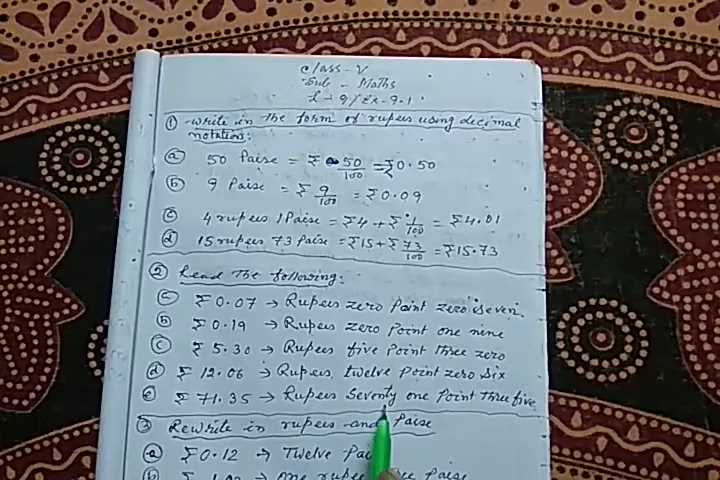 Class - V
Sub - Maths
L - 9 / Ex - 9.1
① Write in the form of rupees using decimal
notation:
ⓐ 50 Paise = ₹ 50/100 = ₹0.50
ⓑ 9 Paise = ₹ 9/100 = ₹0.09
ⓒ 4 rupees 1 Paise = ₹4 + ₹ 1/100 = ₹4.01
ⓓ 15 rupees 73 Paise = ₹15 + ₹ 73/100 = ₹15.73
② Read The following:
₹0.07 → Rupees zero Point zero seven.
ⓑ ₹0.19 → Rupees zero Point one nine
ⓒ ₹5.30 → Rupees five Point Three zero
ⓓ ₹12.06 → Rupees twelve Point zero Six
ⓔ ₹71.35 → Rupees Seventy one Point Three five
③ Rewrite in rupees and Paise
ⓐ ₹0.12 → Twelve
ⓑ ₹ → One Paise